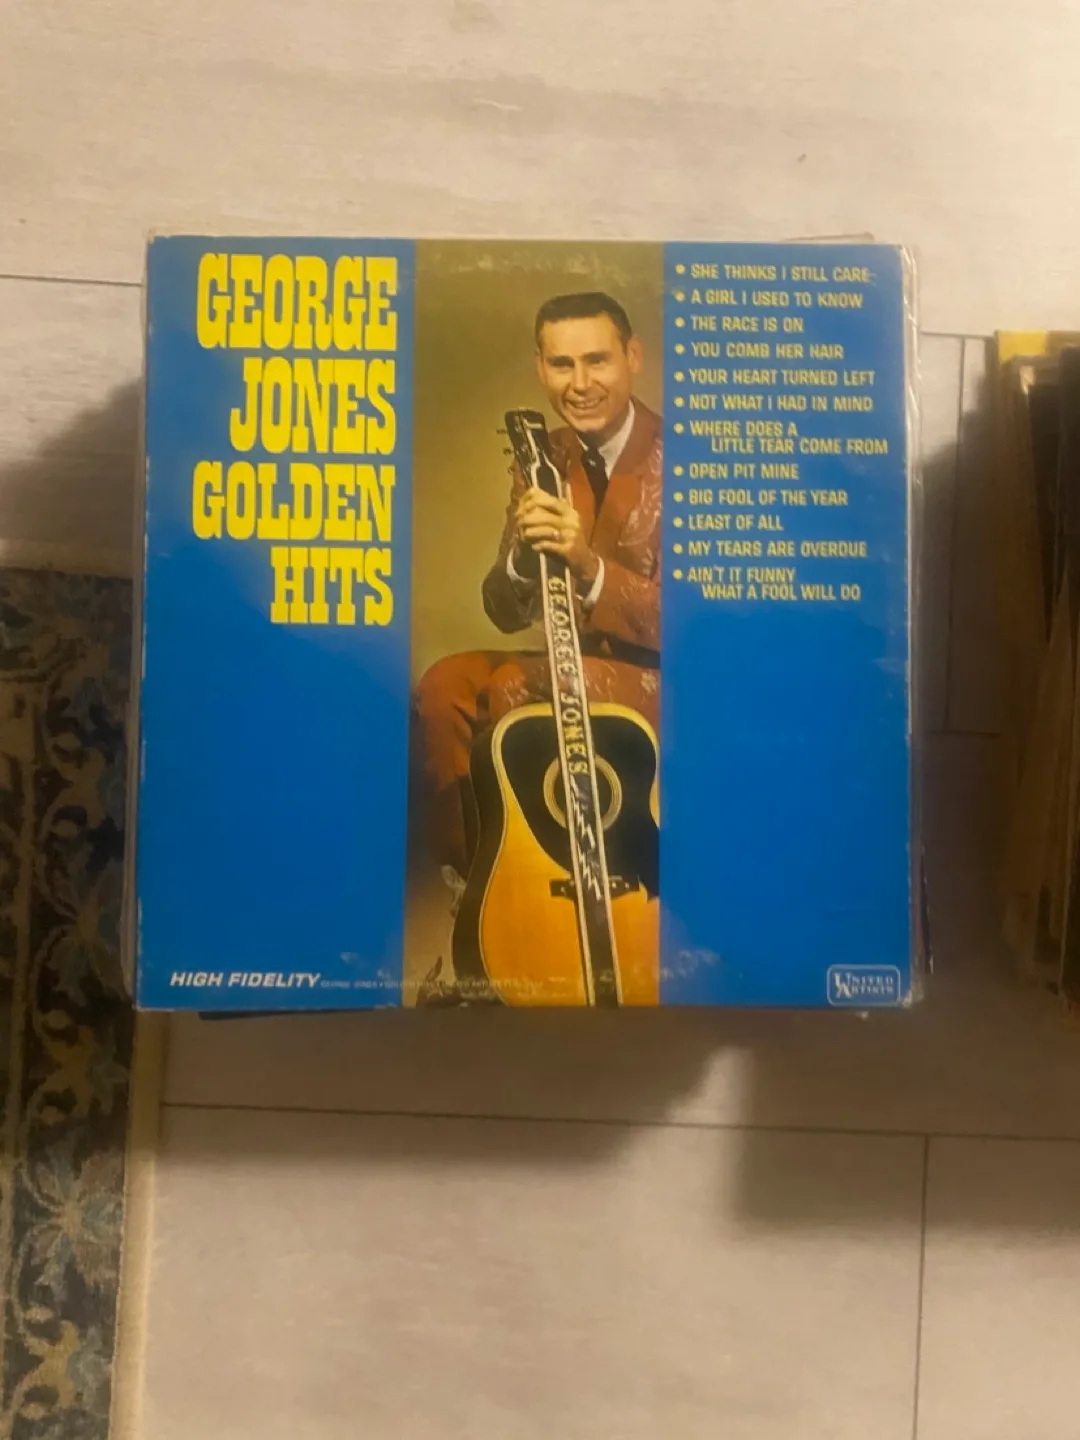 GEORGE
JONES
GOLDEN
HITS
• SHE THINKS I STILL CARE
• A GIRL I USED TO KNOW
• THE RACE IS ON
• YOU COMB HER HAIR
• YOUR HEART TURNED LEFT
• NOT WHAT I HAD IN MIND
• WHERE DOES A
LITTLE TEAR COME FROM
• OPEN PIT MINE
• BIG FOOL OF THE YEAR
• LEAST OF ALL
• MY TEARS ARE OVERDUE
• AIN'T IT FUNNY
WHAT A FOOL WILL DO
GEORGE JONES
HIGH FIDELITY
UNITED
ARTISTS